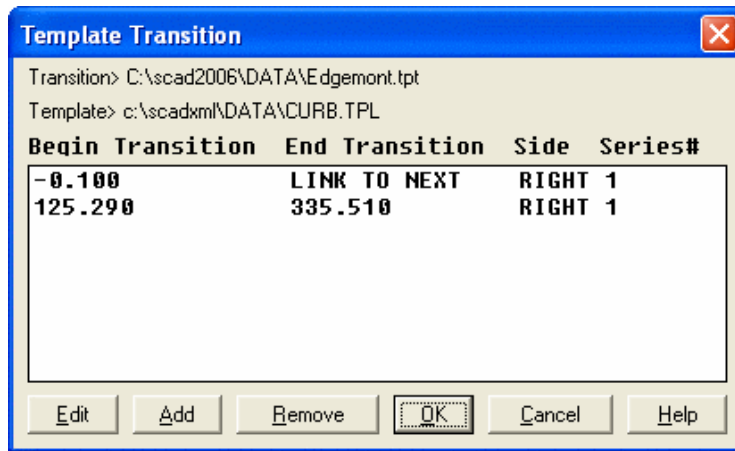 Template Transition
Transition> C:\scad2006\DATA\Edgemont.tpt
Template> c:\scadxml\DATA\CURB.TPL
Begin Transition End Transition Side Series#
-0.100 LINK TO NEXT RIGHT 1
125.290 335.510 RIGHT 1
Edit Add Remove OK Cancel Help